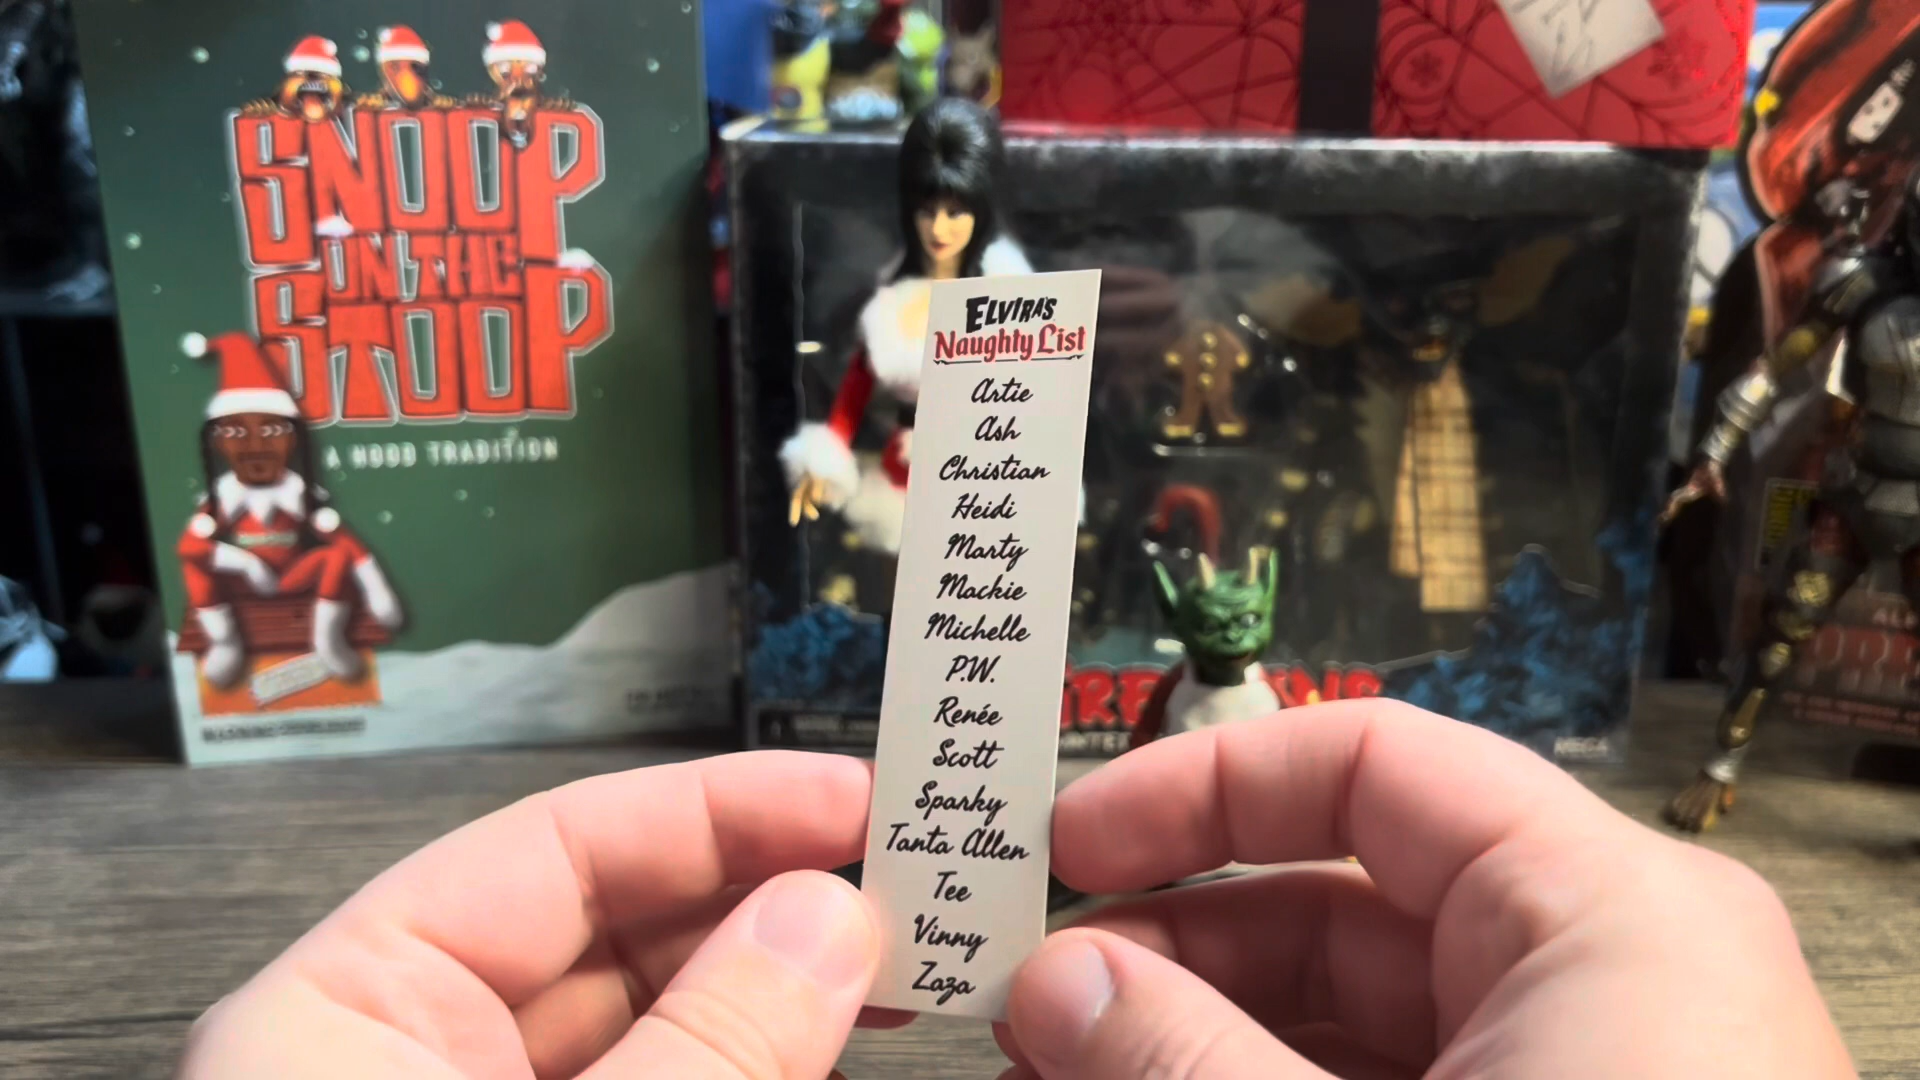 SNOOP
ON THE
STOOP
A HOOD TRADITION
ELVIRA'S
Naughty List
Artie
Ash
Christian
Heidi
Marty
Mackie
Michelle
P.W.
Renée
Scott
Sparky
Tanta Allen
Tee
Vinny
Zaza
NECA